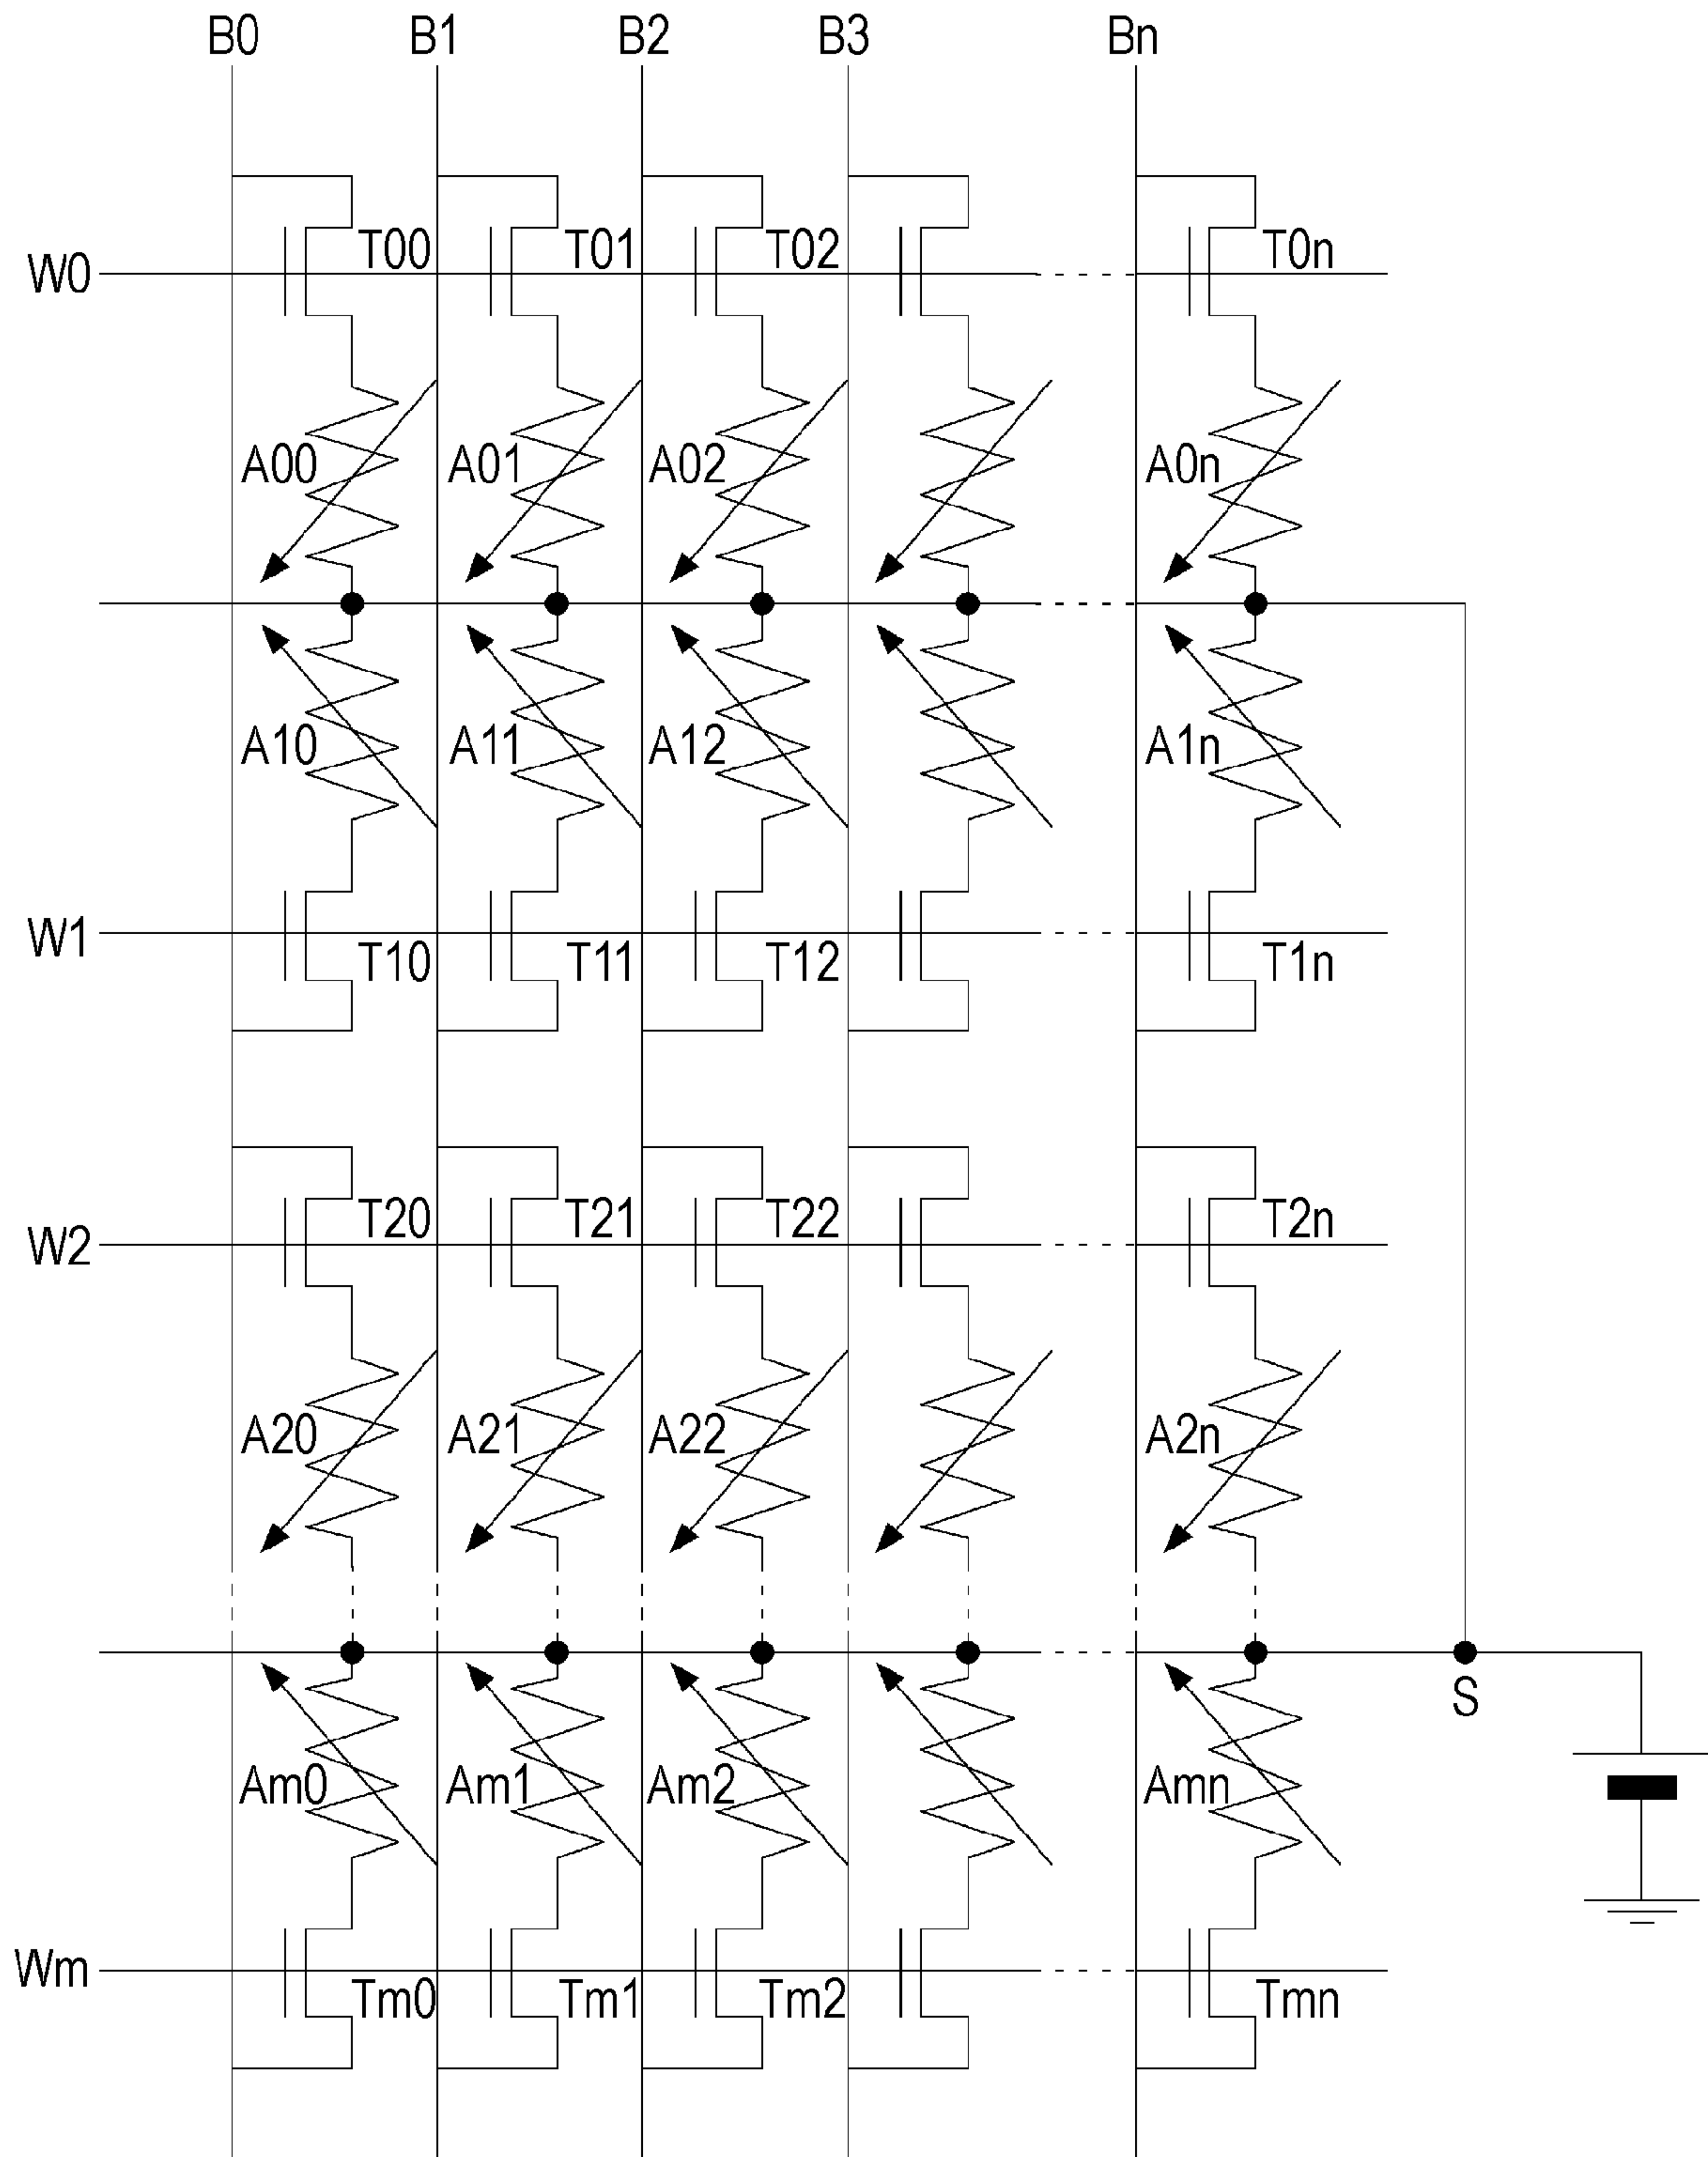 B0 B1 B2 B3 Bn
W0 T00 T01 T02 T0n
A00 A01 A02 A0n
A10 A11 A12 A1n
W1 T10 T11 T12 T1n
W2 T20 T21 T22 T2n
A20 A21 A22 A2n
S
Am0 Am1 Am2 Amn
Wm Tm0 Tm1 Tm2 Tmn